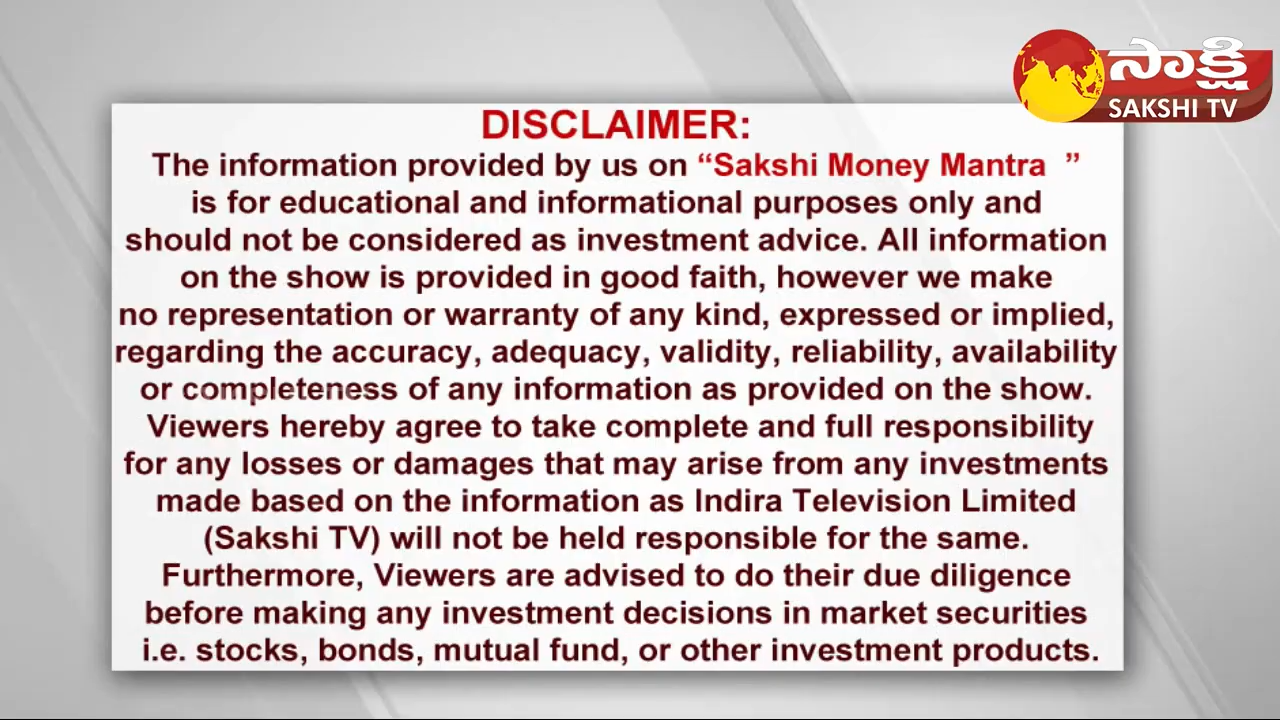 సాక్షి
SAKSHI TV
DISCLAIMER:
The information provided by us on “Sakshi Money Mantra ”
is for educational and informational purposes only and
should not be considered as investment advice. All information
on the show is provided in good faith, however we make
no representation or warranty of any kind, expressed or implied,
regarding the accuracy, adequacy, validity, reliability, availability
or completeness of any information as provided on the show.
Viewers hereby agree to take complete and full responsibility
for any losses or damages that may arise from any investments
made based on the information as Indira Television Limited
(Sakshi TV) will not be held responsible for the same.
Furthermore, Viewers are advised to do their due diligence
before making any investment decisions in market securities
i.e. stocks, bonds, mutual fund, or other investment products.